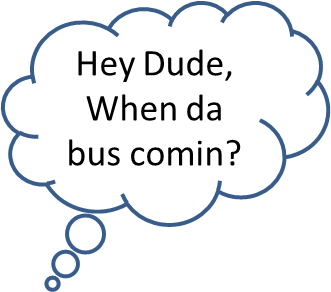 Hey Dude,
When da
bus comin?